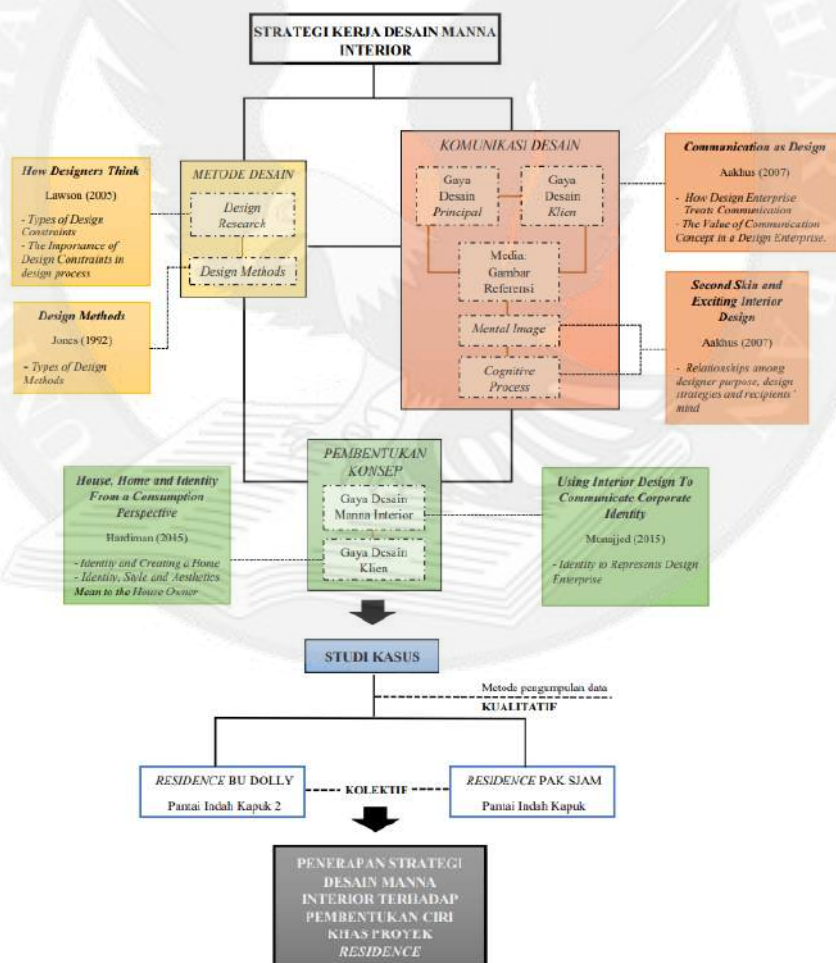 STRATEGI KERJA DESAIN MANNA
INTERIOR
How Designers Think
Lawson (2005)
- Types of Design
Constraints
- The Importance of
Design Constraints in
design process
Design Methods
Jones (1992)
- Types of Design
Methods
METODE DESAIN
Design
Research
Design Methods
KOMUNIKASI DESAIN
Gaya
Desain
Principal
Gaya
Desain
Klien
Media:
Gambar
Referensi
Mental Image
Cognitive
Process
Communication as Design
Aakhus (2007)
- How Design Enterprise
Treats Communication
- The Value of Communication
Concept in a Design Enterprise.
Second Skin and
Exciting Interior
Design
Aakhus (2007)
- Relationships among
designer purpose, design
strategies and recipients'
mind
House, Home and Identity
From a Consumption
Perspective
Hardiman (2015)
- Identity and Creating a Home
- Identity, Style and Aesthetics
Mean to the House Owner
PEMBENTUKAN
KONSEP
Gaya Desain
Manna Interior
Gaya Desain
Klien
Using Interior Design To
Communicate Corporate
Identity
Munajjed (2015)
- Identity to Represents Design
Enterprise
STUDI KASUS
Metode pengumpulan data
KUALITATIF
RESIDENCE BU DOLLY
Pantai Indah Kapuk 2
KOLEKTIF
RESIDENCE PAK SJAM
Pantai Indah Kapuk
PENERAPAN STRATEGI
DESAIN MANNA
INTERIOR TERHADAP
PEMBENTUKAN CIRI
KHAS PROYEK
RESIDENCE